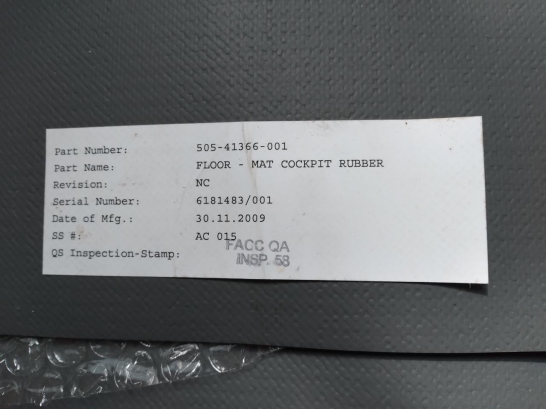 Part Number: 505-41366-001
Part Name: FLOOR - MAT COCKPIT RUBBER
Revision: NC
Serial Number: 6181483/001
Date of Mfg.: 30.11.2009
SS #: AC 015
QS Inspection-Stamp: FACC QA
INSP. 58